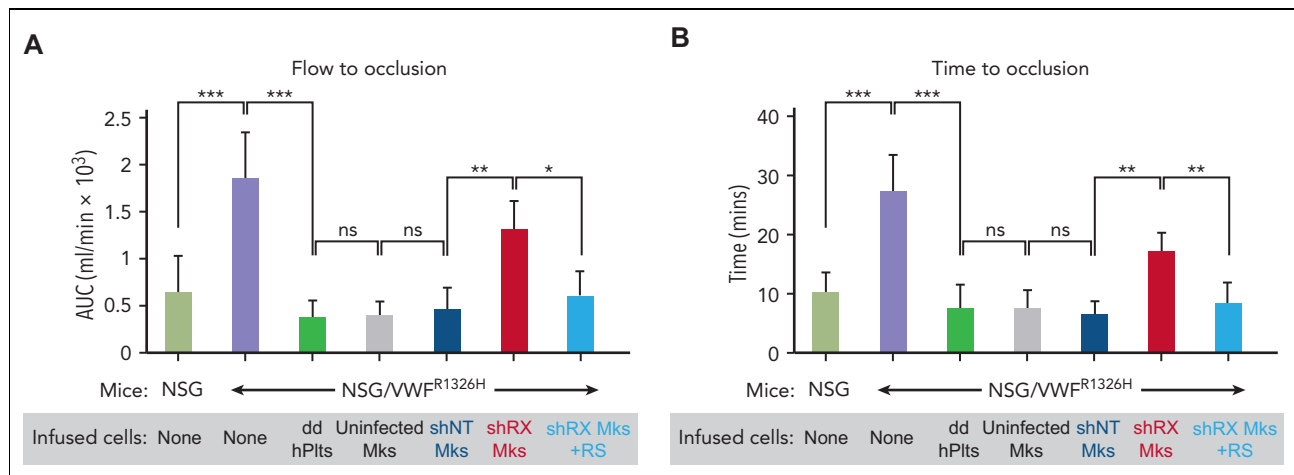 A
Flow to occlusion
*** ***
2.5
2
1.5
1
0.5
0
AUC (ml/min × 10³)
** *
ns ns
Mice: NSG NSG/VWF^R1326H
Infused cells: None None dd hPlts Uninfected Mks shNT Mks shRX Mks shRX Mks +RS
B
Time to occlusion
*** ***
40
30
20
10
0
Time (mins)
** **
ns ns
Mice: NSG NSG/VWF^R1326H
Infused cells: None None dd hPlts Uninfected Mks shNT Mks shRX Mks shRX Mks +RS